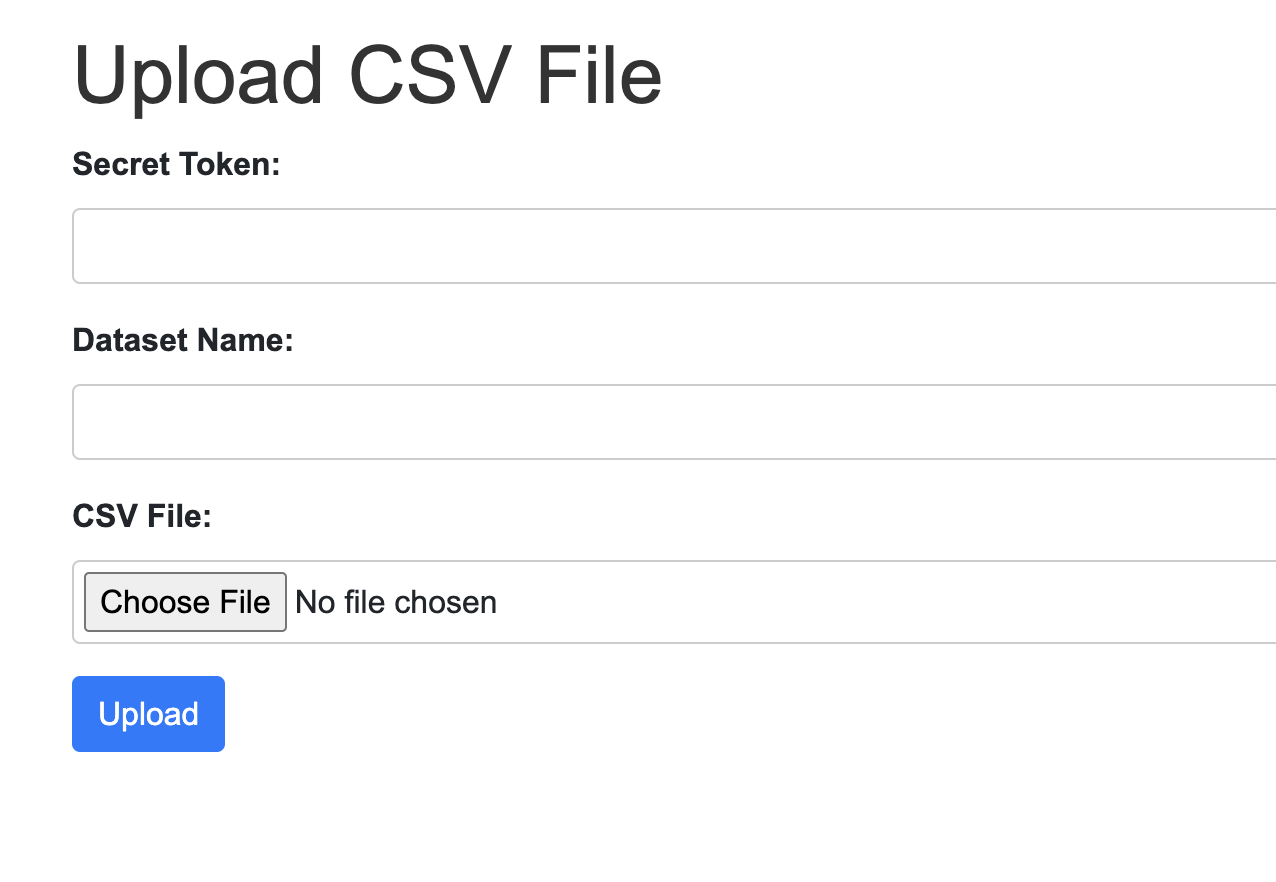 Upload CSV File
Secret Token:
Dataset Name:
CSV File:
Choose File No file chosen
Upload